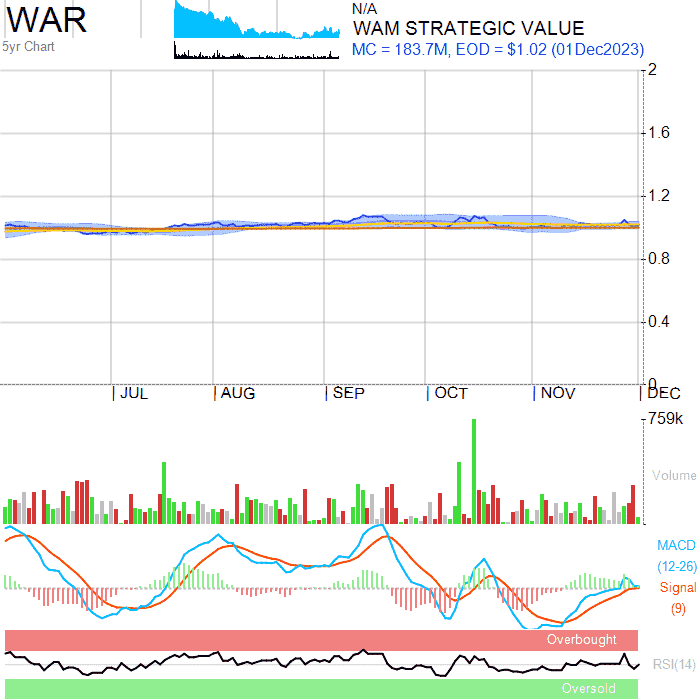 WAR
5yr Chart
N/A
WAM STRATEGIC VALUE
MC = 183.7M, EOD = $1.02 (01Dec2023)
2
1.6
1.2
0.8
0.4
0
JUL AUG SEP OCT NOV DEC
759k
Volume
MACD
(12-26)
Signal
(9)
Overbought
RSI(14)
Oversold